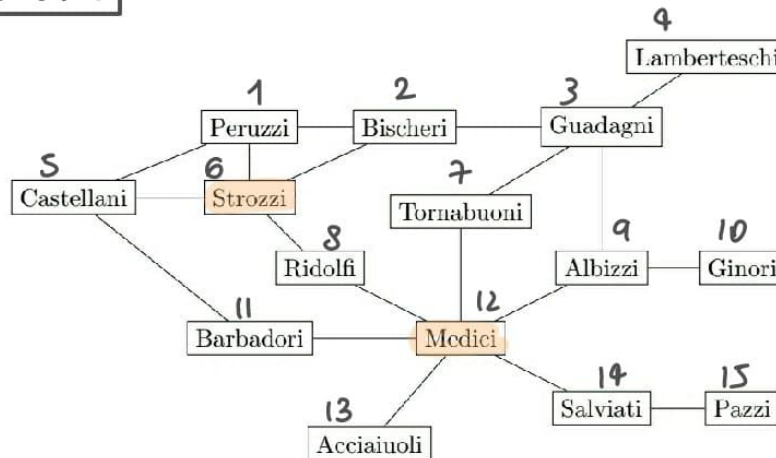 4
Lamberteschi
1 2 3
Peruzzi Bischeri Guadagni
5 6 7
Castellani Strozzi Tornabuoni
8 9 10
Ridolfi Albizzi Ginori
11 12
Barbadori Medici
13 14 15
Salviati Pazzi
Acciaiuoli